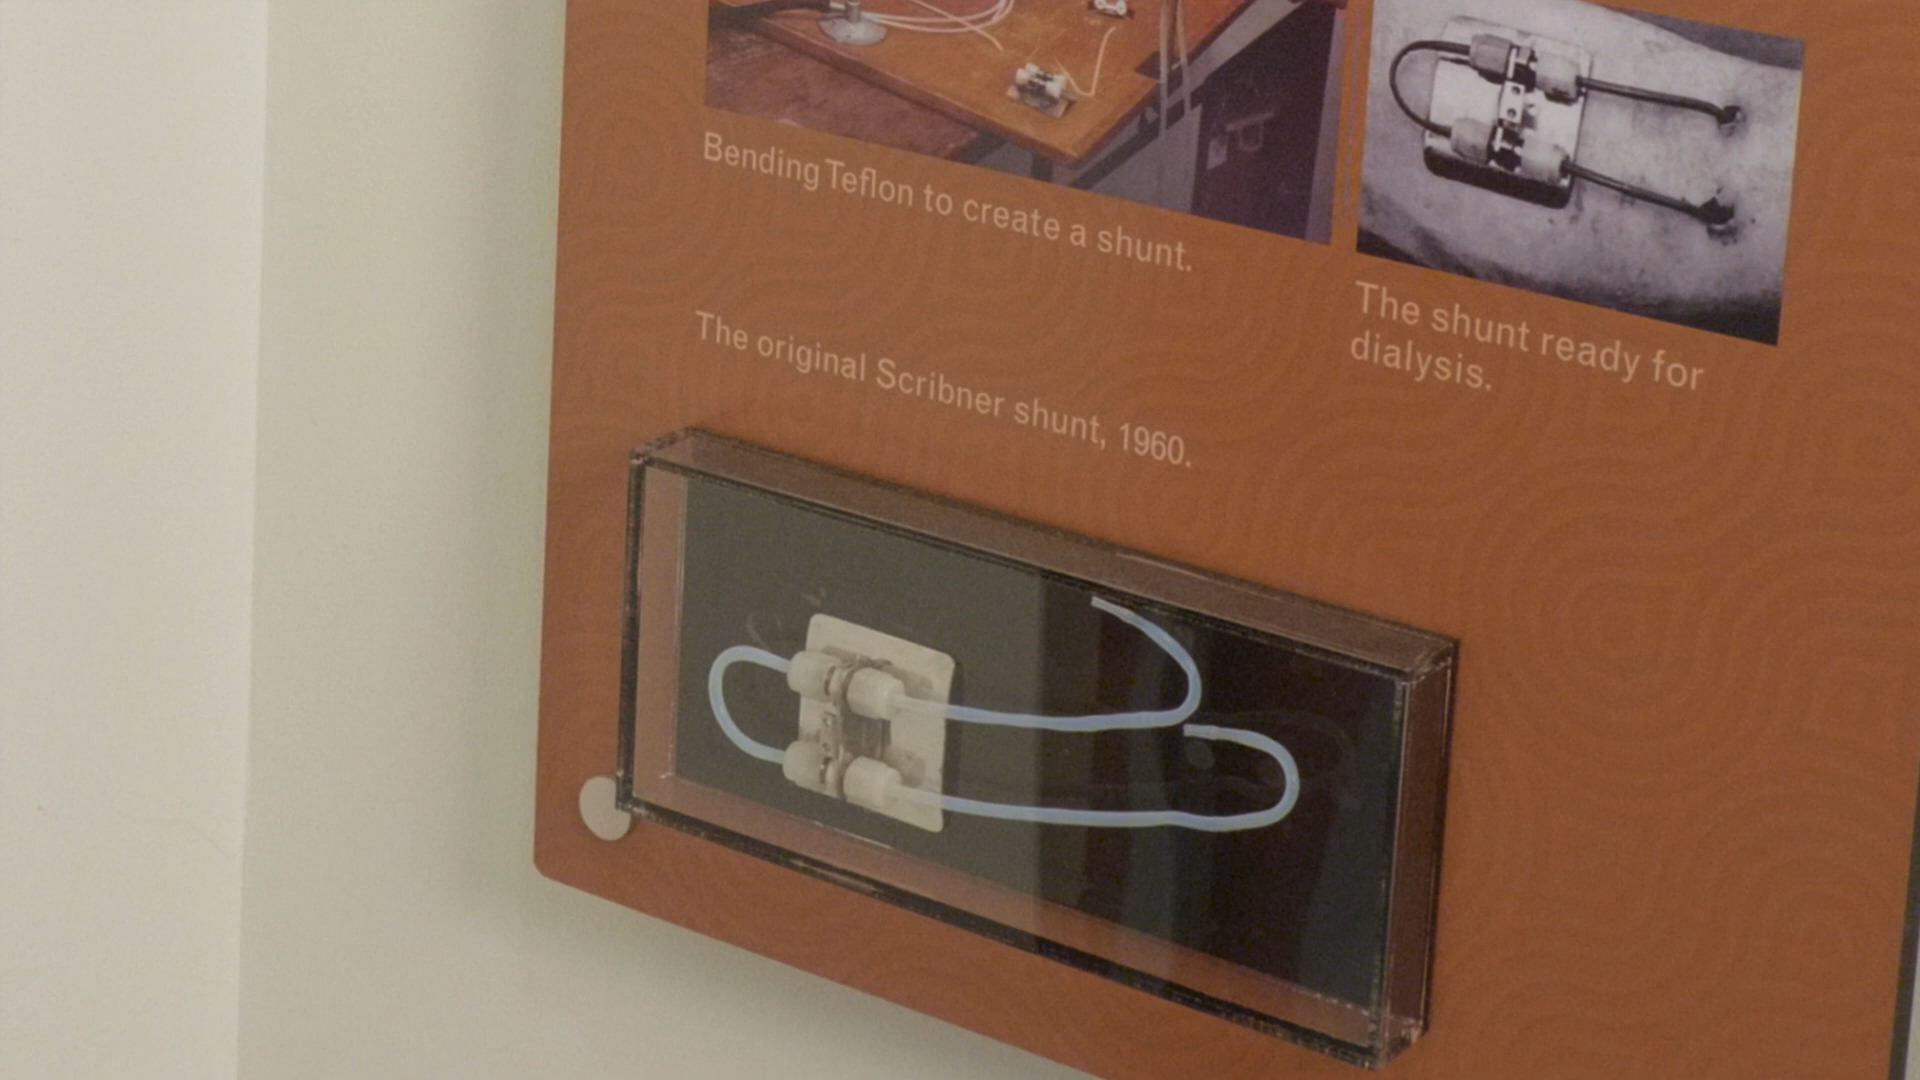 Bending Teflon to create a shunt.
The shunt ready for
dialysis.
The original Scribner shunt, 1960.